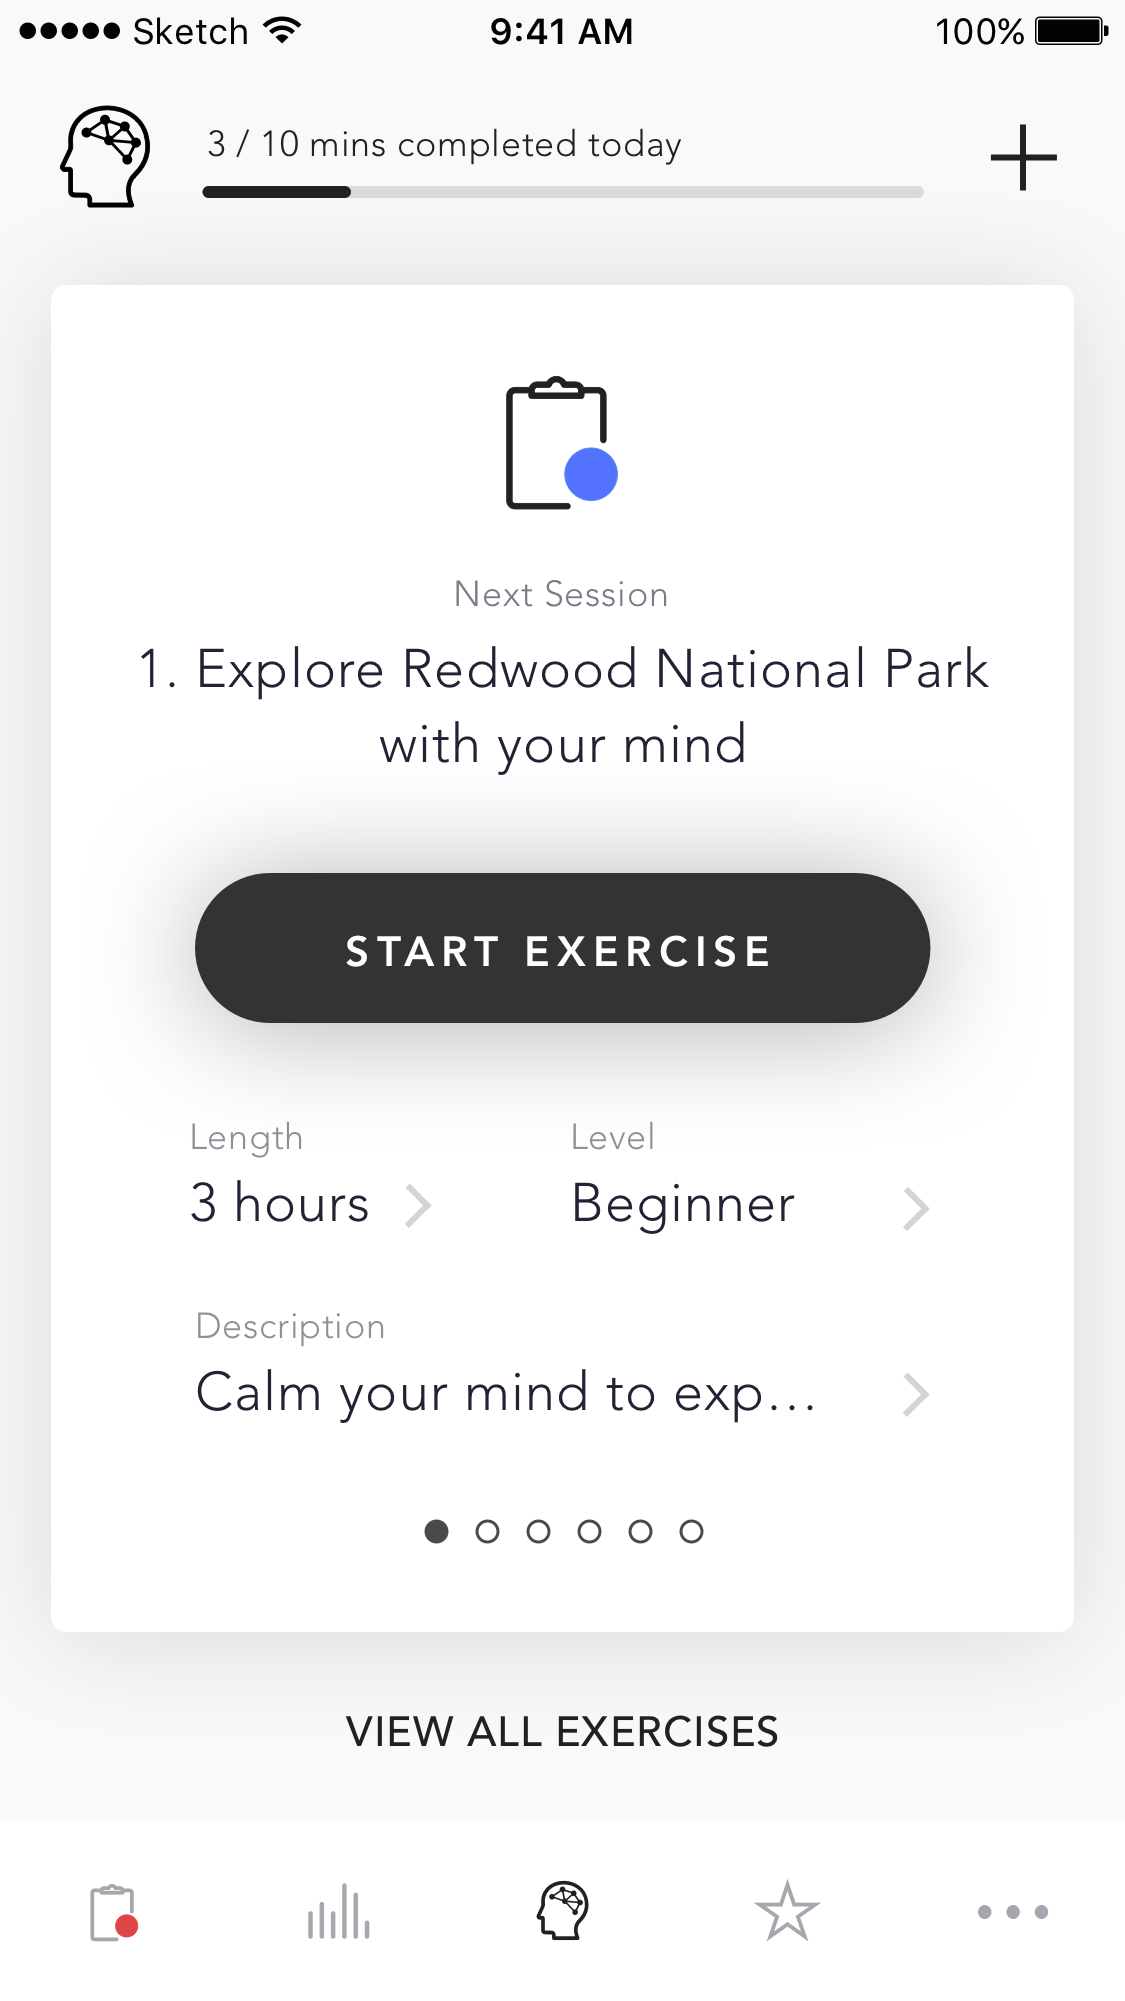 Sketch 9:41 AM 100%
3 / 10 mins completed today
Next Session
1. Explore Redwood National Park
with your mind
START EXERCISE
Length Level
3 hours Beginner
Description
Calm your mind to exp...
VIEW ALL EXERCISES